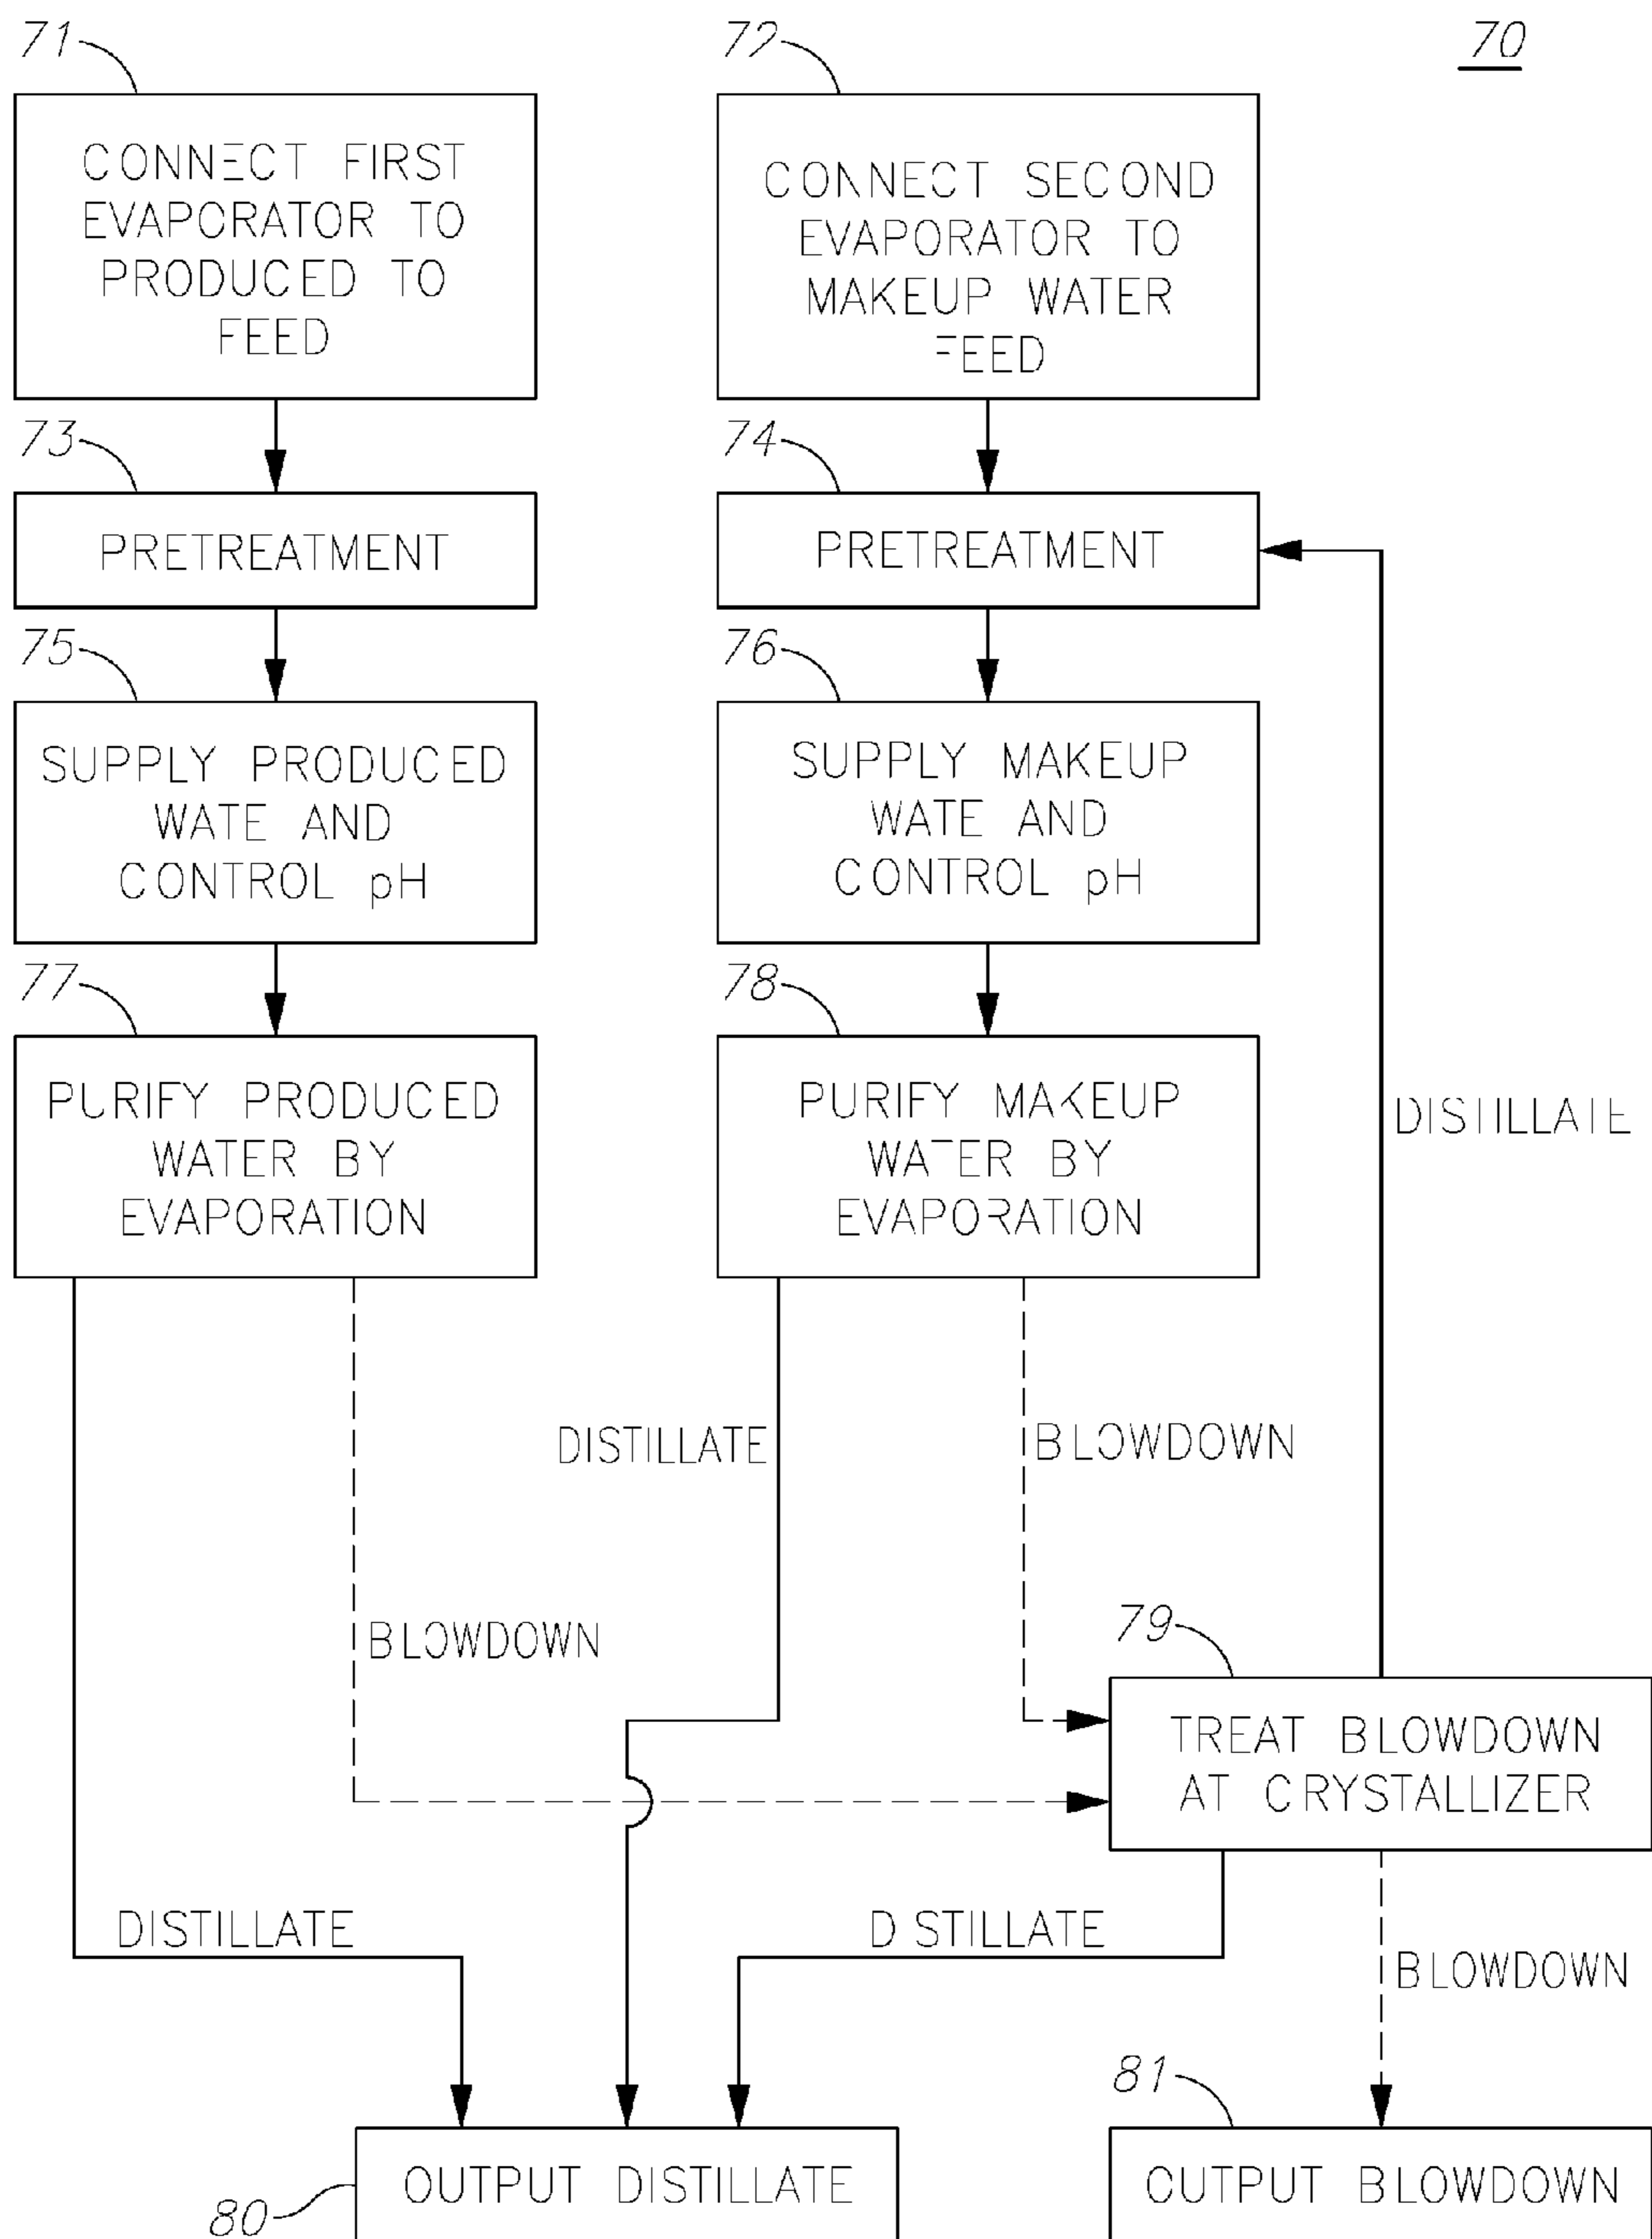 71
72
70
CONNECT FIRST
EVAPORATOR TO
PRODUCED TO
FEED
CONNECT SECOND
EVAPORATOR TO
MAKEUP WATER
FEED
73
74
PRETREATMENT
PRETREATMENT
75
76
SUPPLY PRODUCED
WATE AND
CONTROL pH
SUPPLY MAKEUP
WATE AND
CONTROL pH
77
78
PURIFY PRODUCED
WATER BY
EVAPORATION
PURIFY MAKEUP
WATER BY
EVAPORATION
DISTILLATE
DISTILLATE
BLOWDOWN
BLOWDOWN
79
TREAT BLOWDOWN
AT CRYSTALLIZER
DISTILLATE
DISTILLATE
BLOWDOWN
81
80
OUTPUT DISTILLATE
OUTPUT BLOWDOWN